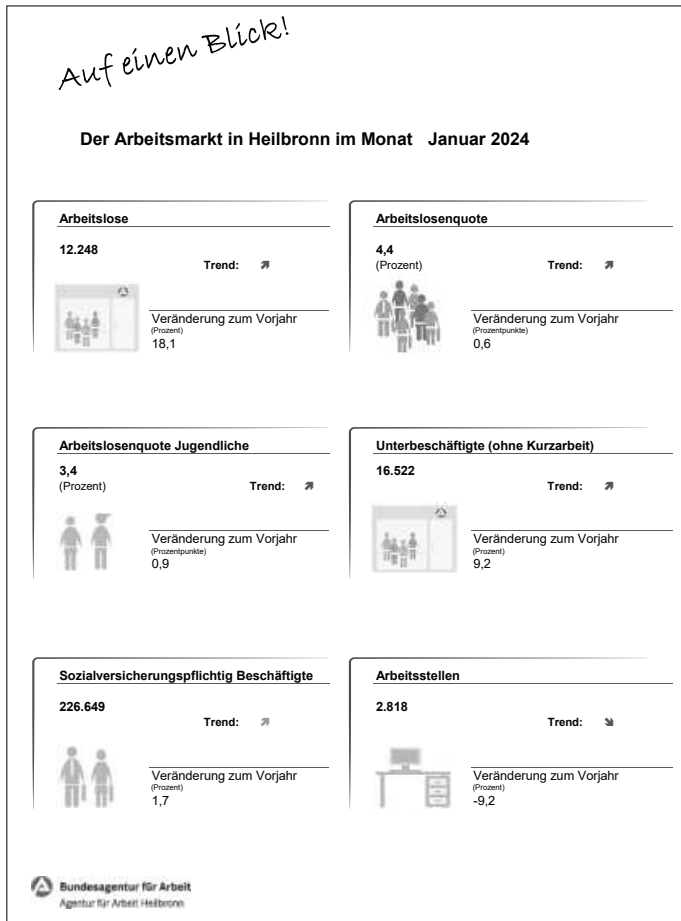 Auf einen Blick!
Der Arbeitsmarkt in Heilbronn im Monat Januar 2024
Arbeitslose
12.248
Trend:
Veränderung zum Vorjahr
(Prozent)
18,1
Arbeitslosenquote
4,4
(Prozent)
Trend:
Veränderung zum Vorjahr
(Prozentpunkte)
0,6
Arbeitslosenquote Jugendliche
3,4
(Prozent)
Trend:
Veränderung zum Vorjahr
(Prozentpunkte)
0,9
Unterbeschäftigte (ohne Kurzarbeit)
16.522
Trend:
Veränderung zum Vorjahr
(Prozent)
9,2
Sozialversicherungspflichtig Beschäftigte
226.649
Trend:
Veränderung zum Vorjahr
(Prozent)
1,7
Arbeitsstellen
2.818
Trend:
Veränderung zum Vorjahr
(Prozent)
-9,2
Bundesagentur für Arbeit
Agentur für Arbeit Heilbronn